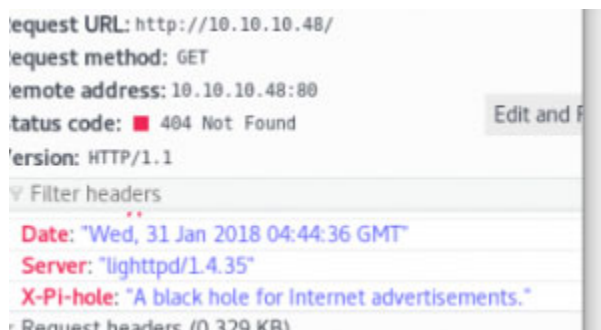 equest URL: http://10.10.10.48/
equest method: GET
emote address: 10.10.10.48:80
tatus code: 404 Not Found
Edit and
ersion: HTTP/1.1
Filter headers
Date: "Wed, 31 Jan 2018 04:44:36 GMT"
Server: "lighttpd/1.4.35"
X-Pi-hole: "A black hole for Internet advertisements."
Request headers (0.329 KB)